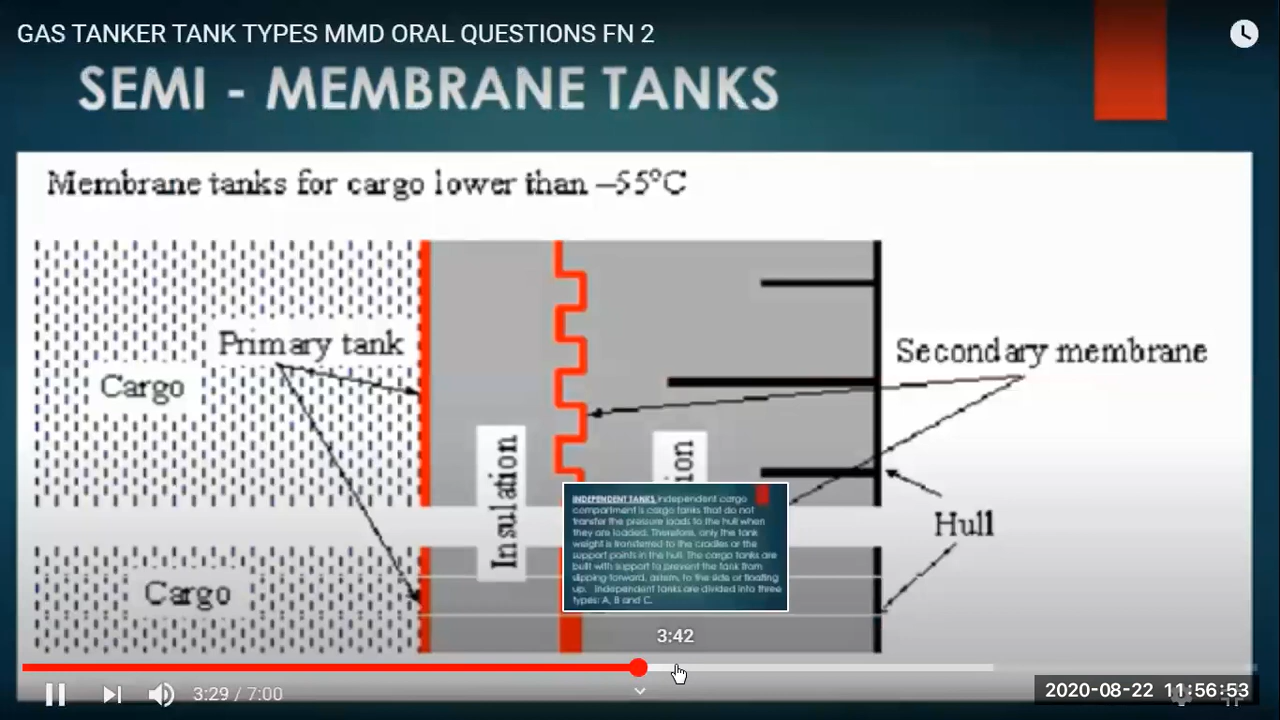 GAS TANKER TANK TYPES MMD ORAL QUESTIONS FN 2
SEMI - MEMBRANE TANKS
Membrane tanks for cargo lower than –55°C
Primary tank
Secondary membrane
Cargo
Insulation
ion
Hull
Cargo
INDEPENDENT TANKS Independent cargo
compartment is cargo tanks that do not
transfer the pressure loads to the hull when
they are loaded. Therefore, only the tank
weight is transferred to the cradles or the
support points in the hull. The cargo tanks are
built with support to prevent the tank from
slipping forward, astern, to the side or floating
up. Independent tanks are divided into three
types: A, B and C.
3:42
3:29 / 7:00
2020-08-22 11:56:53